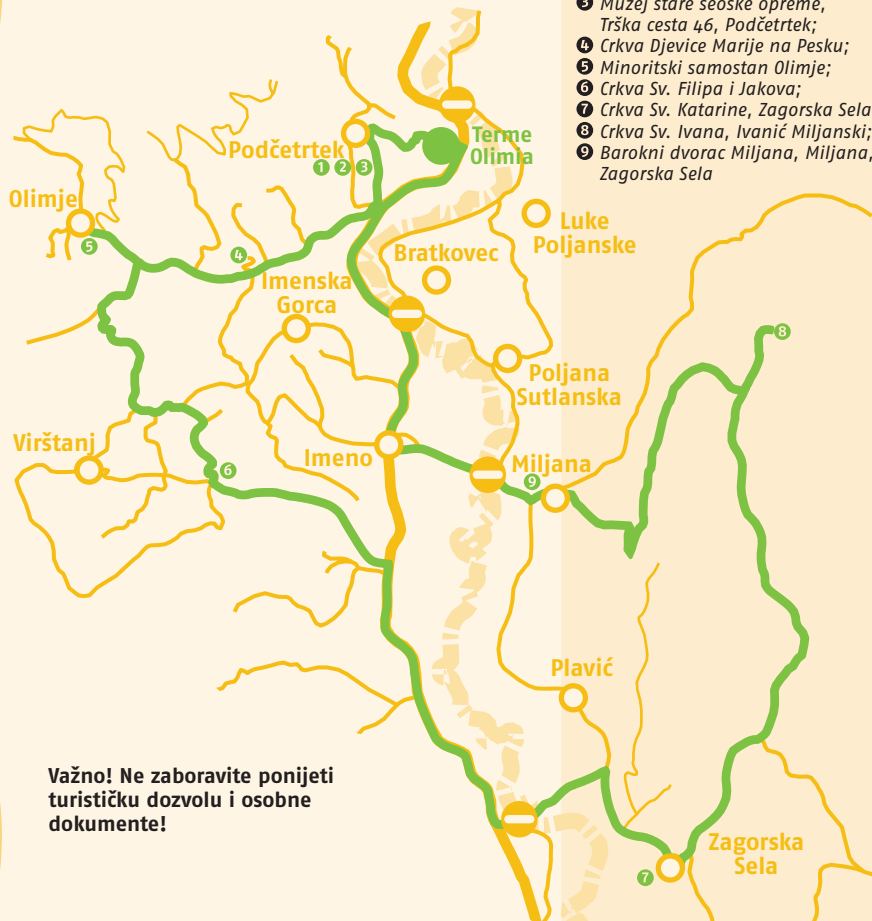 ❸ Muzej stare seoske opreme,
Trška cesta 46, Podčetrtek;
❹ Crkva Djevice Marije na Pesku;
❺ Minoritski samostan Olimje;
❻ Crkva Sv. Filipa i Jakova;
❼ Crkva Sv. Katarine, Zagorska Sela
❽ Crkva Sv. Ivana, Ivanić Miljanski;
❾ Barokni dvorac Miljana, Miljana,
Zagorska Sela
Terme
Olimia
Podčetrtek
1 2 3
Olimje
5
4
Luke
Poljanske
Bratkovec
Imenska
Gorca
8
Poljana
Sutlanska
Virštanj
6
Imeno
Miljana
9
Plavić
Važno! Ne zaboravite ponijeti
turističku dozvolu i osobne
dokumente!
Zagorska
Sela
7